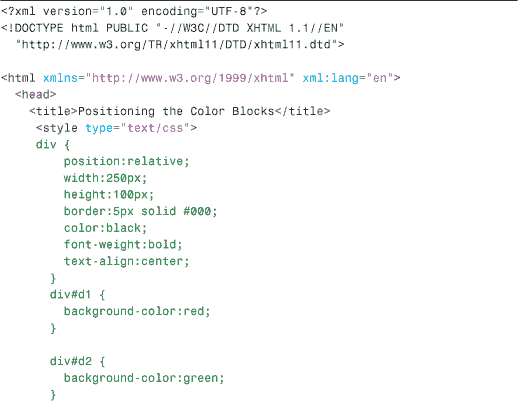 <?xml version="1.0" encoding="UTF-8"?>
<!DOCTYPE html PUBLIC "-//W3C//DTD XHTML 1.1//EN"
  "http://www.w3.org/TR/xhtml11/DTD/xhtml11.dtd">

<html xmlns="http://www.w3.org/1999/xhtml" xml:lang="en">
  <head>
    <title>Positioning the Color Blocks</title>
     <style type="text/css">
     div {
         position:relative;
         width:250px;
         height:100px;
         border:5px solid #000;
         color:black;
         font-weight:bold;
         text-align:center;
       }
       div#d1 {
         background-color:red;
       }

       div#d2 {
         background-color:green;
       }